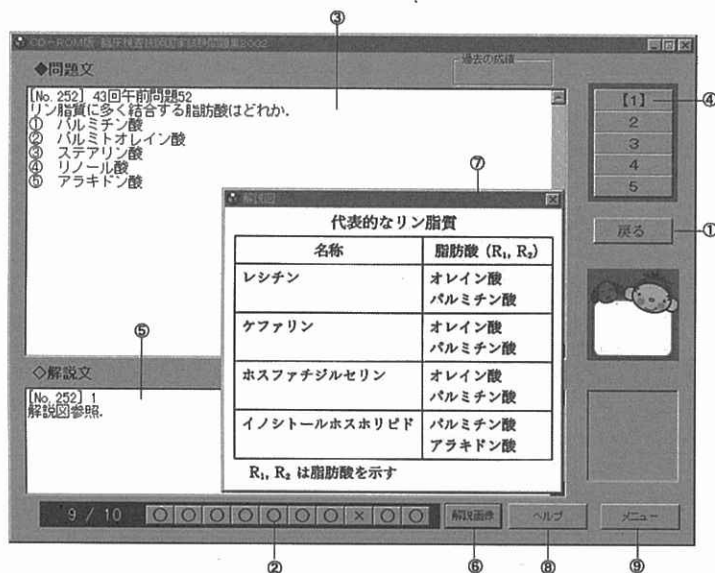 ③
CD-ROM版 臨床検査技師国家試験問題集2002
◆問題文
過去の成績
[No. 252] 43回午前問題52
リン脂質に多く結合する脂肪酸はどれか.
① パルミチン酸
② パルミトオレイン酸
③ ステアリン酸
④ リノール酸
⑤ アラキドン酸
【1】
④
2
3
4
5
戻る
①
⑦
解説図
代表的なリン脂質
名称 脂肪酸 (R₁, R₂)
レシチン オレイン酸
パルミチン酸
ケファリン オレイン酸
パルミチン酸
ホスファチジルセリン オレイン酸
パルミチン酸
イノシトールホスホリピド パルミチン酸
アラキドン酸
R₁, R₂ は脂肪酸を示す
⑤
◇解説文
[No. 252] 1
解説図参照.
9 / 10 ○ ○ ○ ○ ○ ○ ○ × ○ ○ 解説画像 ヘルプ メニュー
② ⑥ ⑧ ⑨